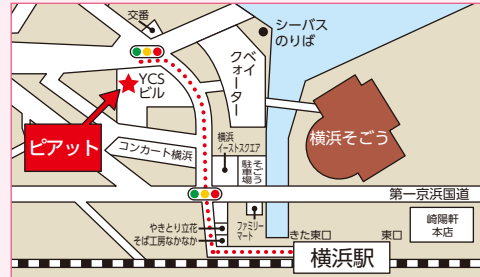 交番
シーバス
のりば
ベイ
クォーター
YCS
ビル
ピアット
コンカート横浜
横浜
イーストスクエア
そごう
駐車場
横浜そごう
第一京浜国道
やきとり立花
そば工房なかなか
ファミリー
マート
きた東口
東口
崎陽軒
本店
横浜駅